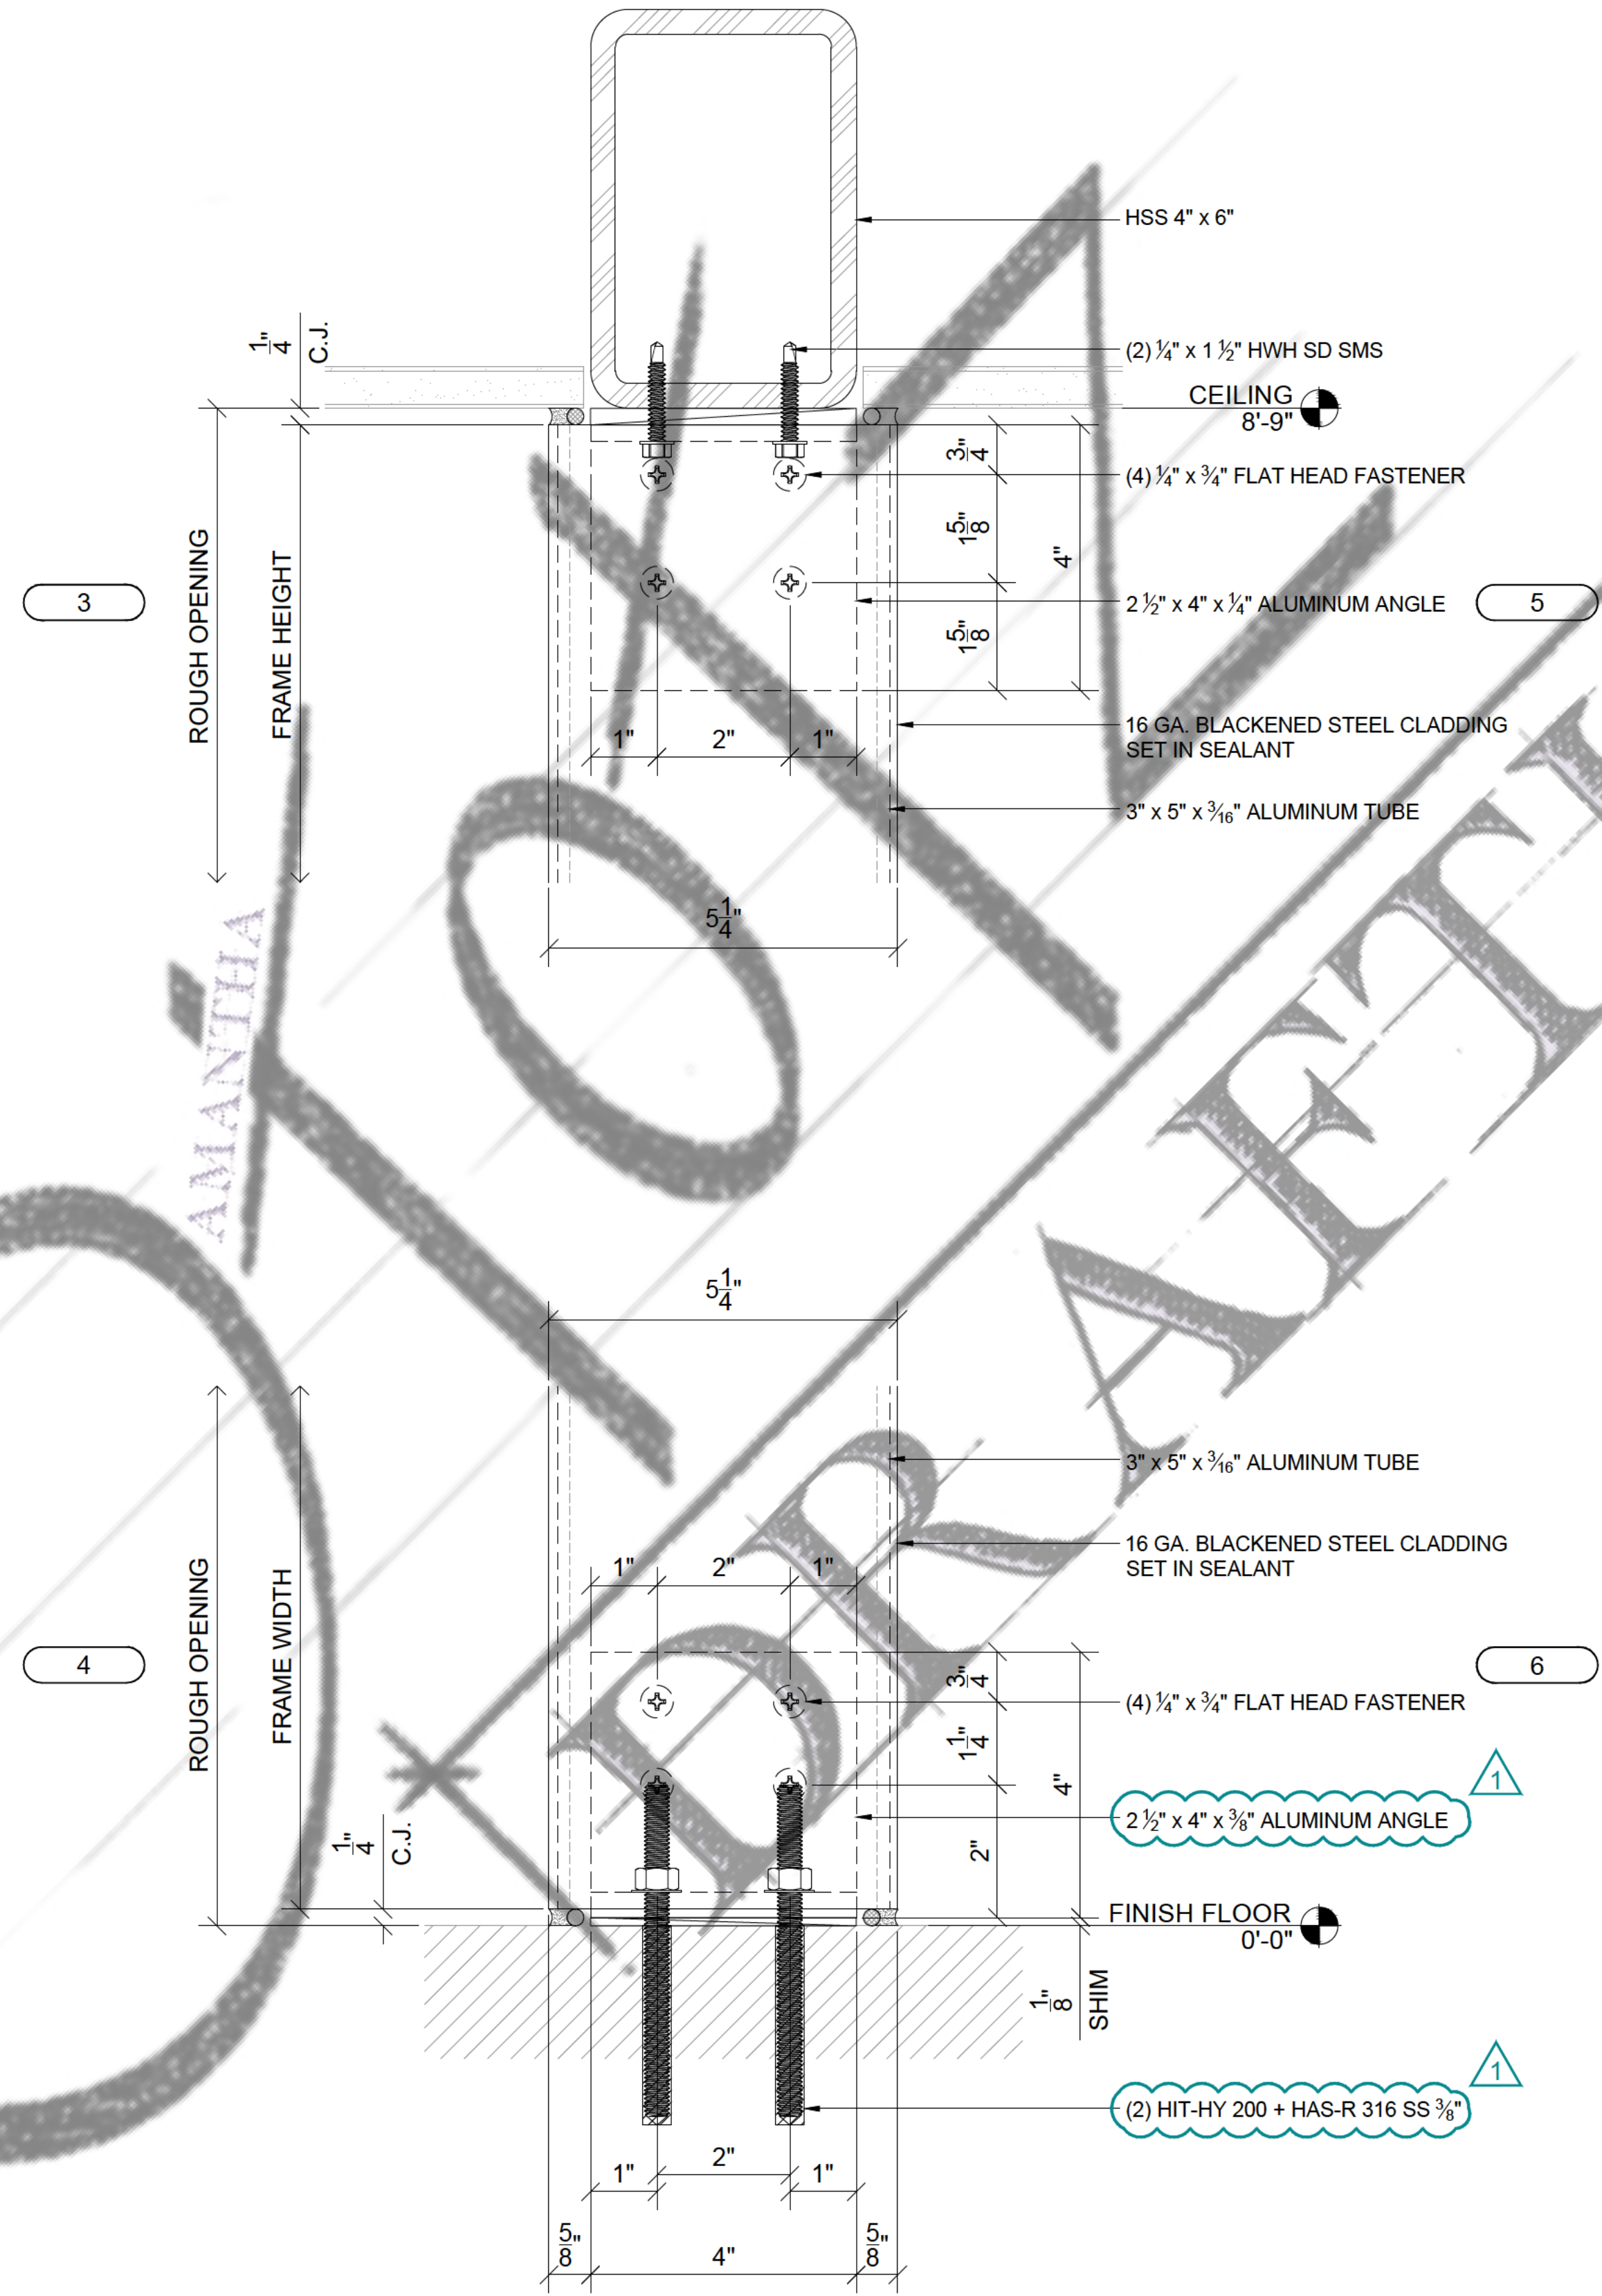 HSS 4" x 6"
1/4" C.J.
(2) 1/4" x 1 1/2" HWH SD SMS
CEILING
8'-9"
3/4"
(4) 1/4" x 3/4" FLAT HEAD FASTENER
1 5/8"
4"
3
ROUGH OPENING
FRAME HEIGHT
2 1/2" x 4" x 1/4" ALUMINUM ANGLE
5
1 5/8"
1" 2" 1"
16 GA. BLACKENED STEEL CLADDING
SET IN SEALANT
3" x 5" x 3/16" ALUMINUM TUBE
5 1/4"
AMANTHA
5 1/4"
3" x 5" x 3/16" ALUMINUM TUBE
16 GA. BLACKENED STEEL CLADDING
SET IN SEALANT
1" 2" 1"
4
ROUGH OPENING
FRAME WIDTH
3/4"
6
(4) 1/4" x 3/4" FLAT HEAD FASTENER
1 1/4"
4"
1
2 1/2" x 4" x 3/8" ALUMINUM ANGLE
1/4" C.J.
2"
FINISH FLOOR
0'-0"
1/8" SHIM
1
(2) HIT-HY 200 + HAS-R 316 SS 3/8"
1" 2" 1"
5/8" 4" 5/8"